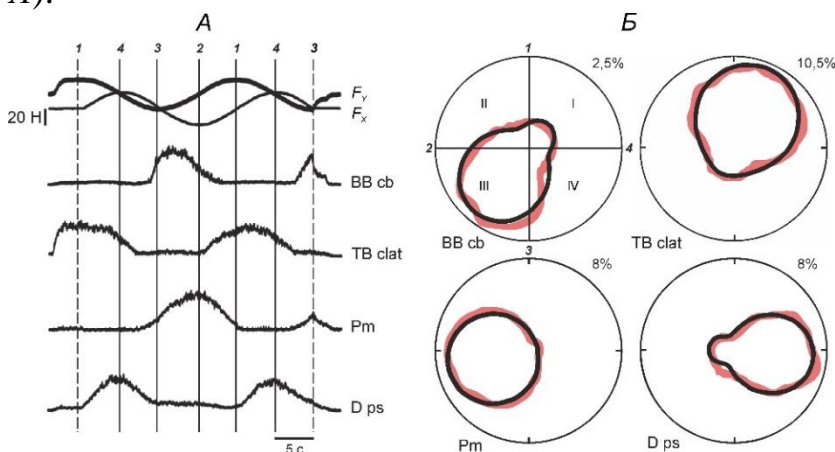 А
Б
1 4 3 2 1 4 3
F_Y
F_X
20 Н
BB cb
TB clat
Pm
D ps
5 с
1
2,5%
II I
2 4
III IV
BB cb
3
10,5%
TB clat
8%
Pm
8%
D ps